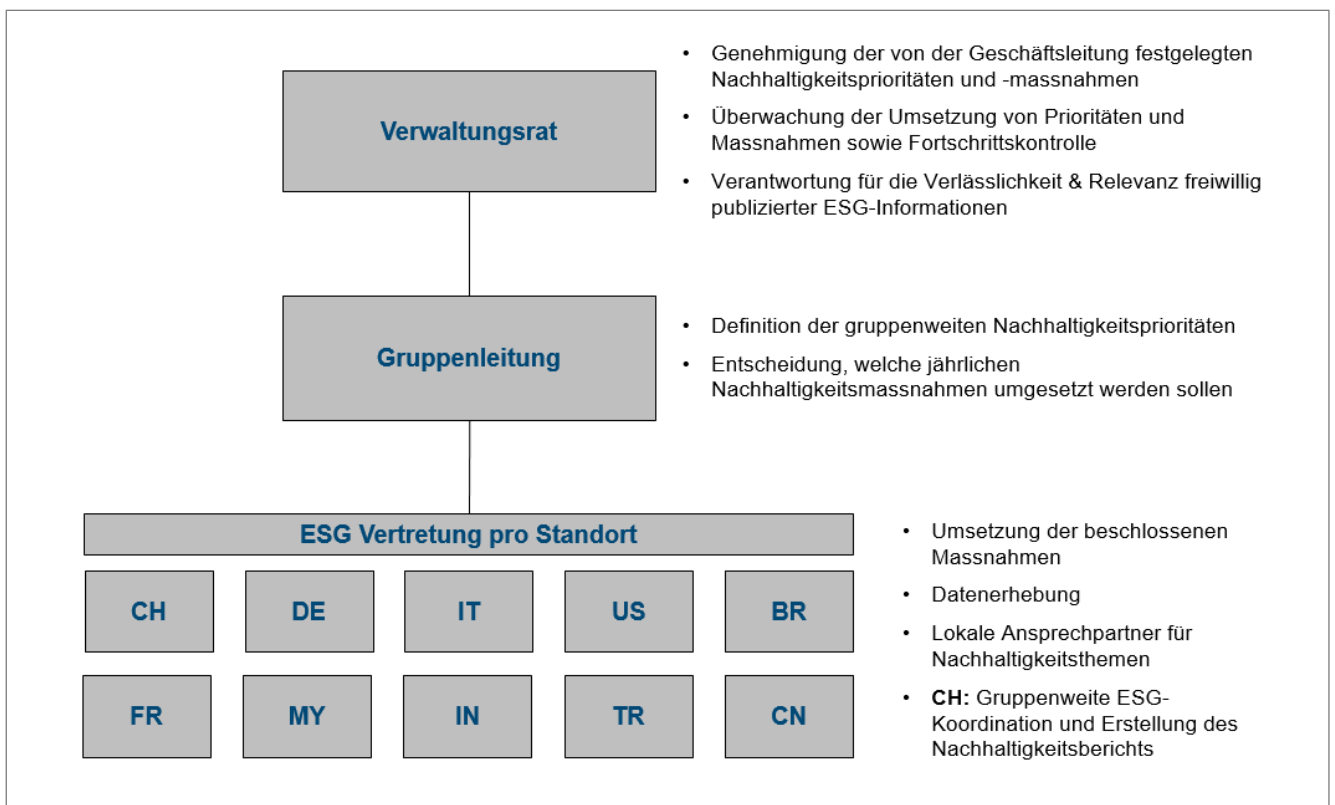 Verwaltungsrat
• Genehmigung der von der Geschäftsleitung festgelegten
Nachhaltigkeitsprioritäten und -massnahmen
• Überwachung der Umsetzung von Prioritäten und
Massnahmen sowie Fortschrittskontrolle
• Verantwortung für die Verlässlichkeit & Relevanz freiwillig
publizierter ESG-Informationen
Gruppenleitung
• Definition der gruppenweiten Nachhaltigkeitsprioritäten
• Entscheidung, welche jährlichen
Nachhaltigkeitsmassnahmen umgesetzt werden sollen
ESG Vertretung pro Standort
CH DE IT US BR
FR MY IN TR CN
• Umsetzung der beschlossenen
Massnahmen
• Datenerhebung
• Lokale Ansprechpartner für
Nachhaltigkeitsthemen
• CH: Gruppenweite ESG-
Koordination und Erstellung des
Nachhaltigkeitsberichts